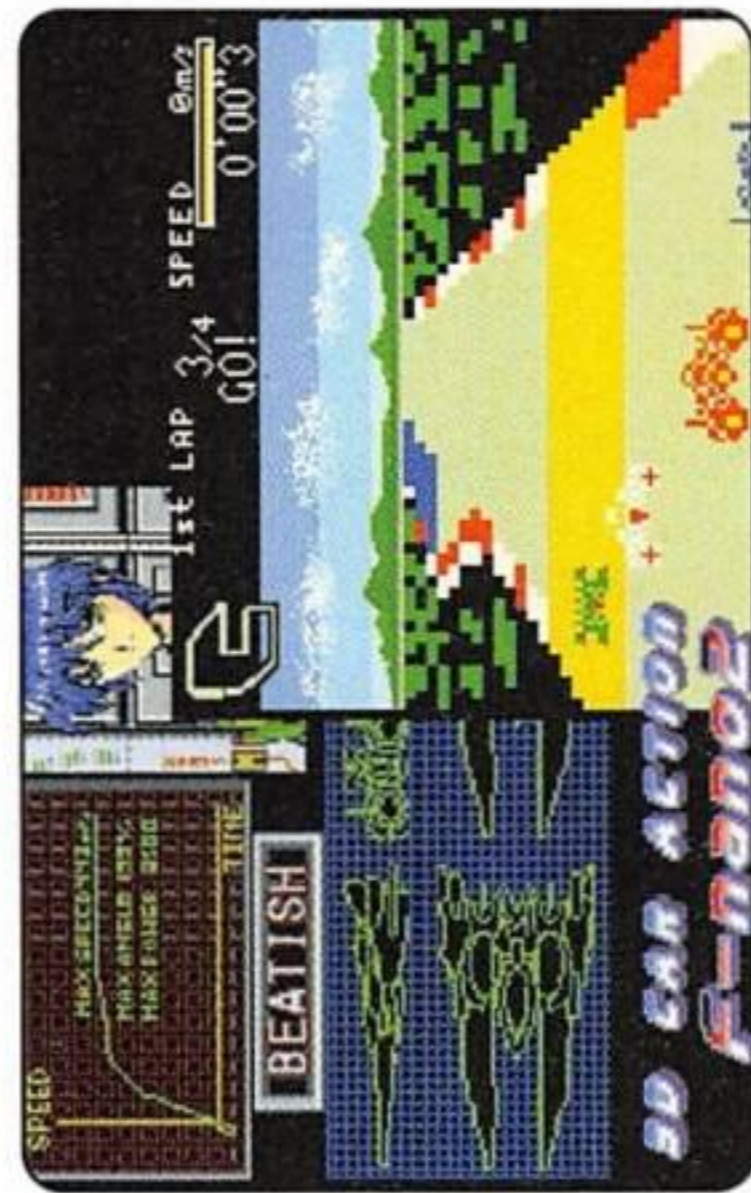 SPEED
MAX SPEED
MAX ANGLE
MAX RANGE
TIME
BEATISH
1st LAP 3/4 SPEED 0m/s
GO! 0'00"3
3D CAR ACTION
F-nano2